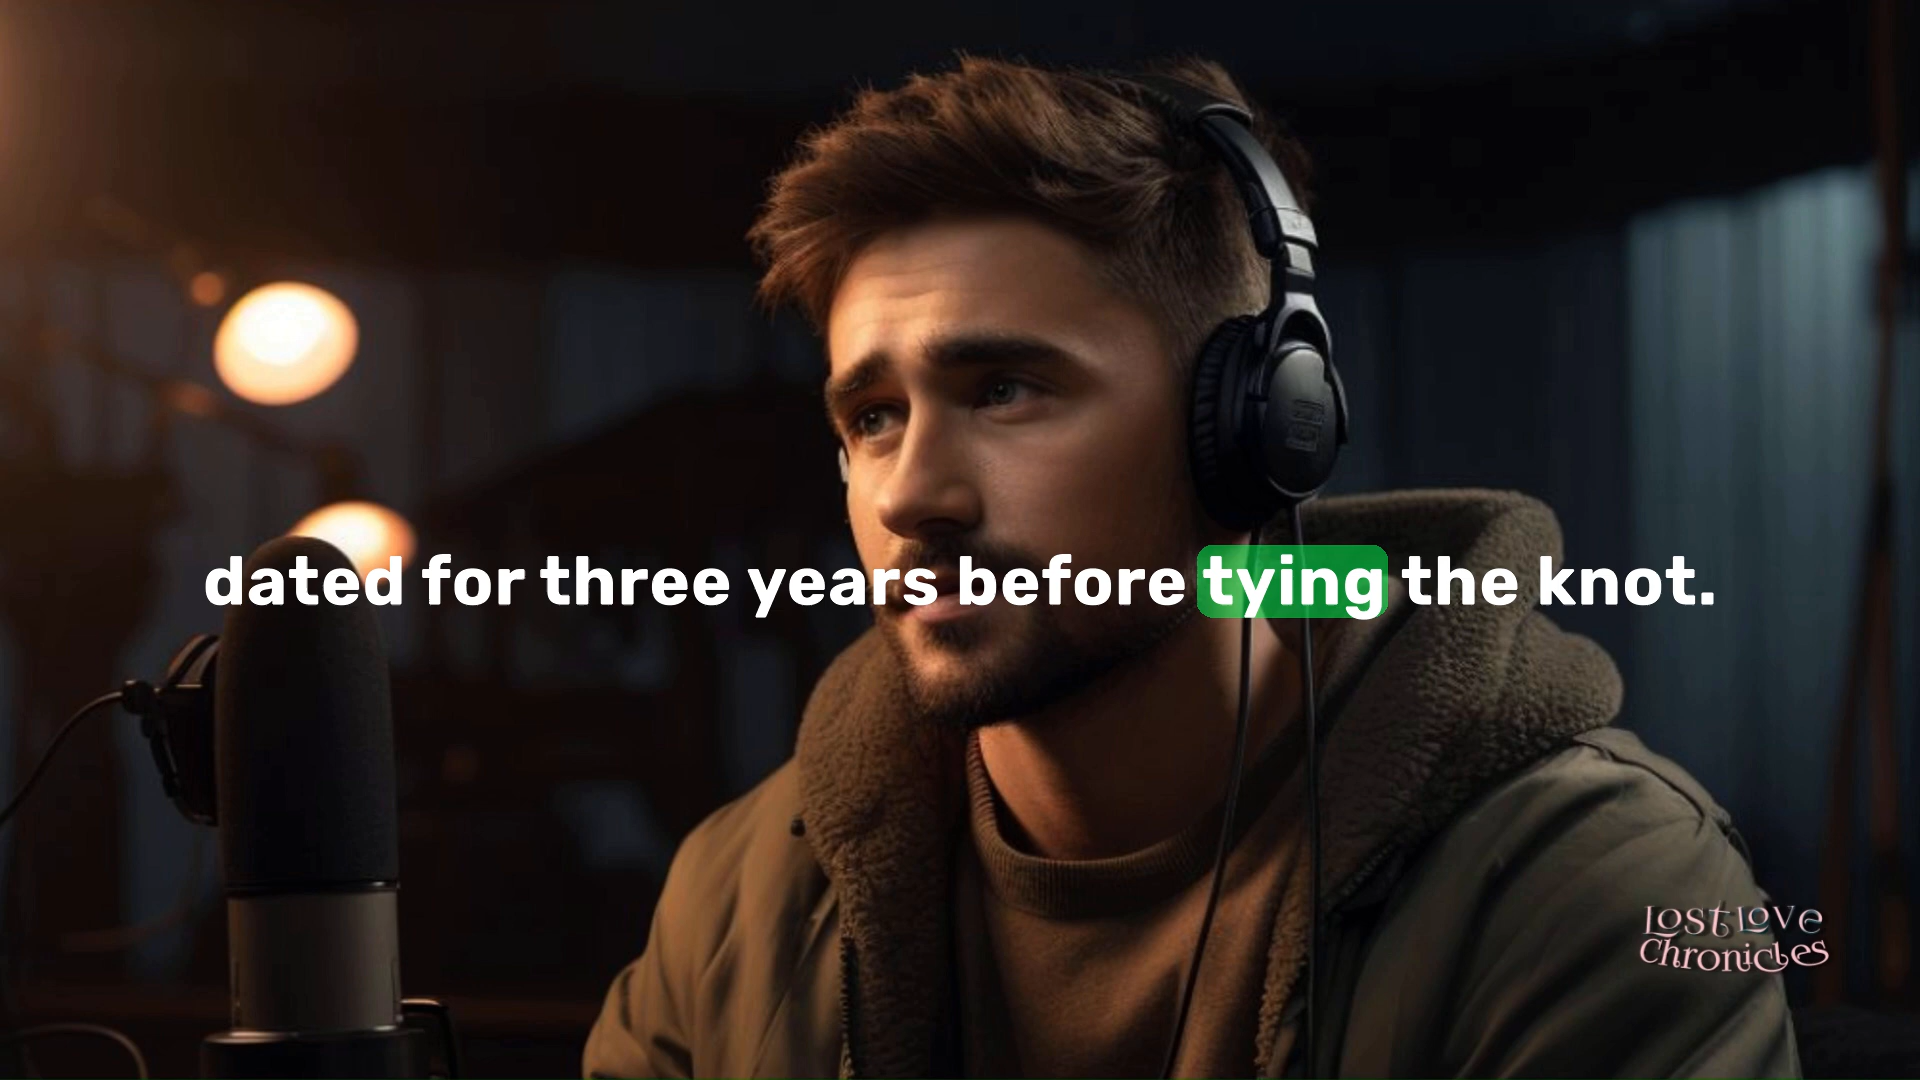 dated for three years before tying the knot.
Lost Love
Chronicles